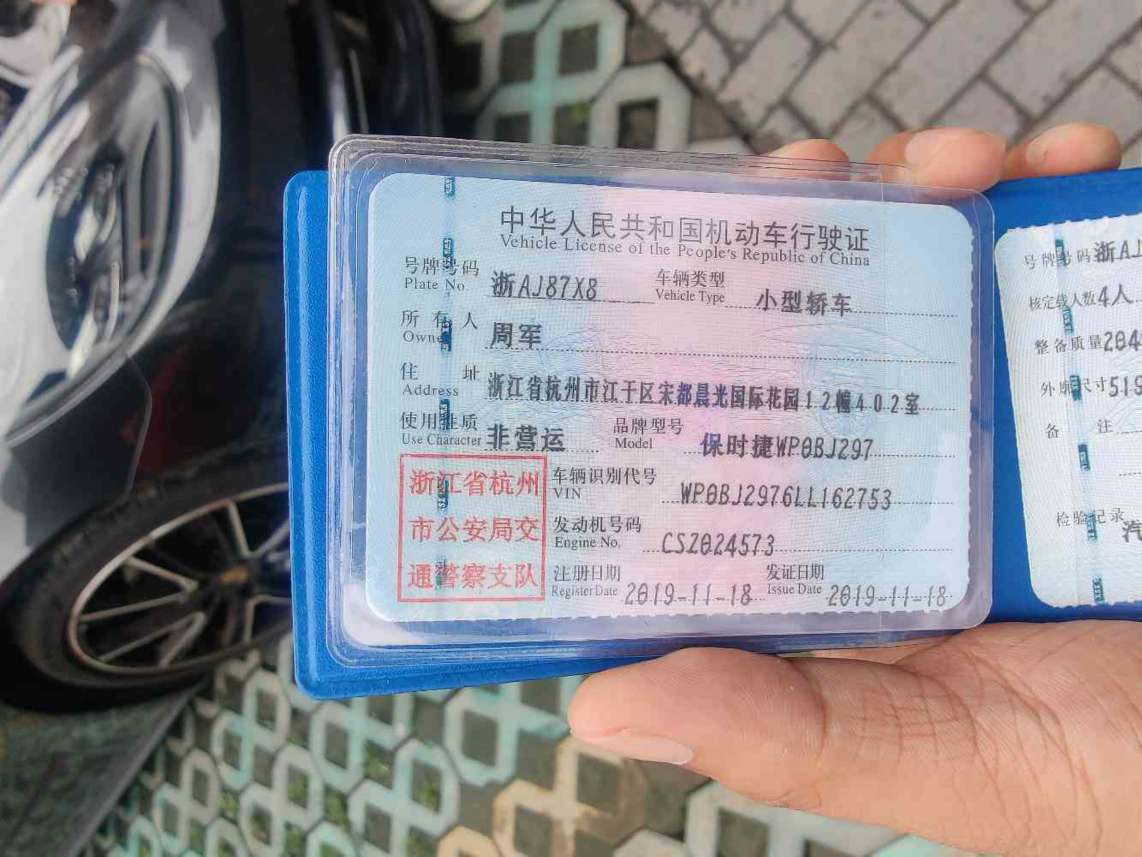 中华人民共和国机动车行驶证
Vehicle License of the People's Republic of China
号牌号码 浙AJ87X8 车辆类型 小型轿车
Plate No Vehicle Type
所有人 周军
Owner
住址 浙江省杭州市江干区宋都晨光国际花园12幢402室
Address
使用性质 非营运 品牌型号 保时捷WP0BJ297
Use Character Model
浙江省杭州
市公安局交
通警察支队
车辆识别代号 WP0BJ2976LL162753
VIN
发动机号码 CSZ024573
Engine No.
注册日期 2019-11-18 发证日期 2019-11-18
Register Date Issue Date
号牌号码 浙AJ
核定载人数 4人
整备质量 204
外廓尺寸 519
备注
检验记录
汽